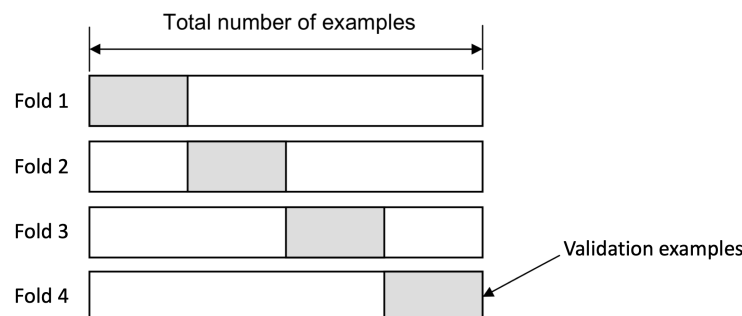 Total number of examples
Fold 1
Fold 2
Fold 3
Validation examples
Fold 4